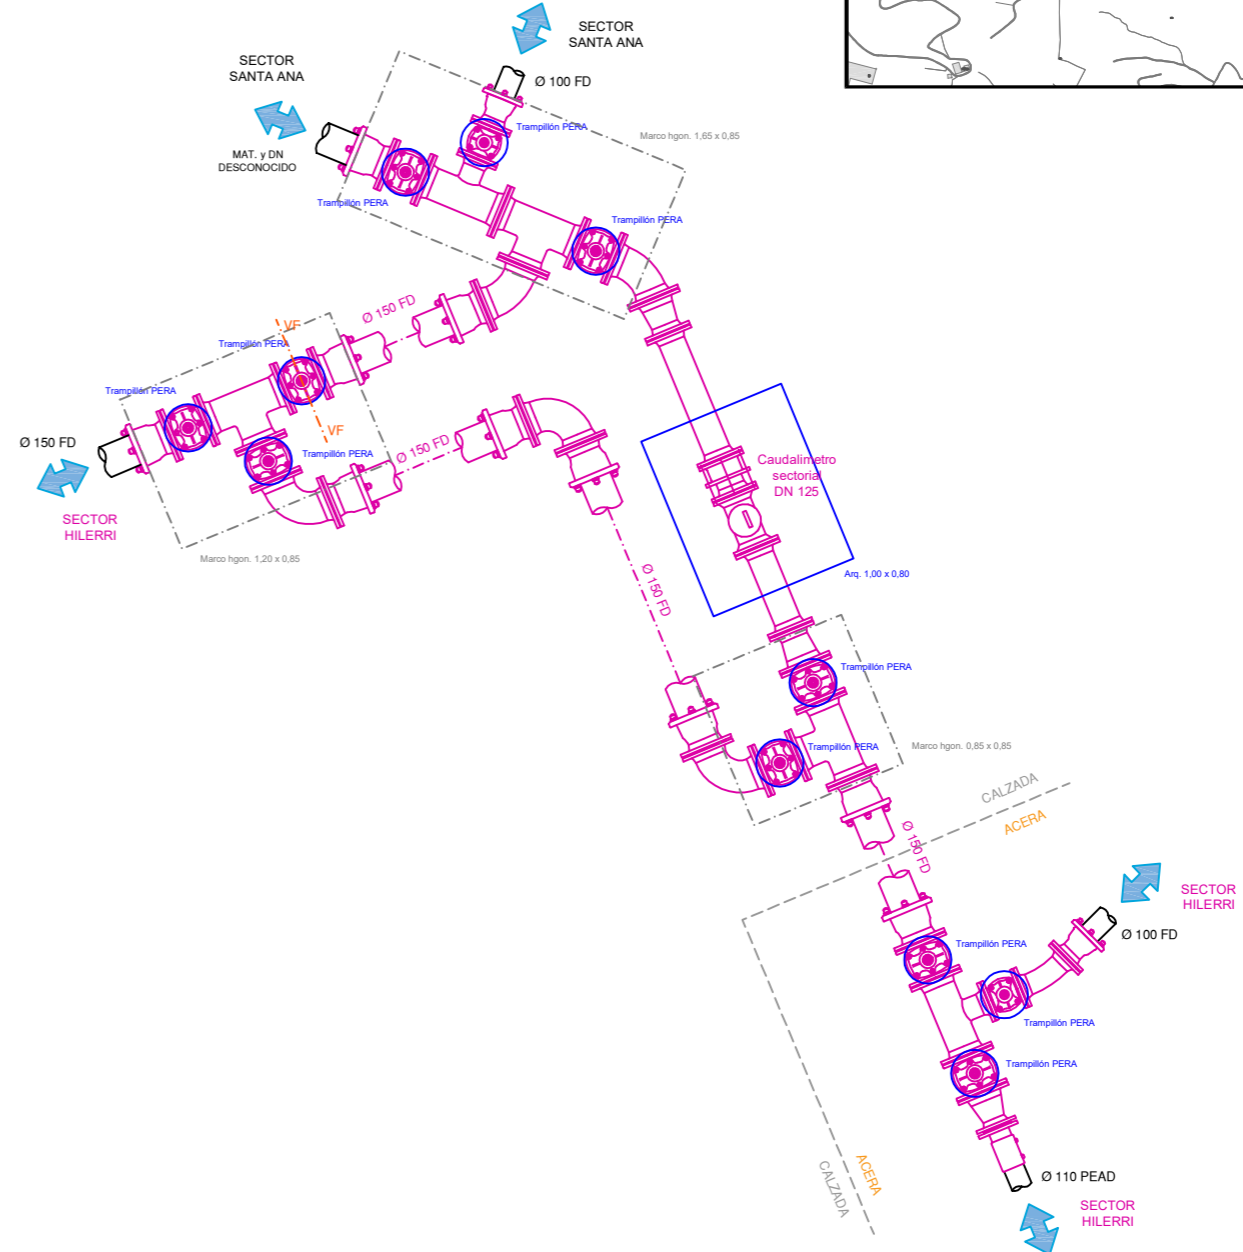 SECTOR
SANTA ANA
SECTOR
SANTA ANA
Ø 100 FD
Trampillón PERA
Marco hgon. 1,65 x 0,85
MAT. y DN
DESCONOCIDO
Trampillón PERA
Trampillón PERA
Ø 150 FD
VF
Trampillón PERA
Trampillón PERA
Ø 150 FD
VF
Ø 150 FD
Trampillón PERA
Caudalimetro
sectorial
DN 125
SECTOR
HILERRI
Marco hgon. 1,20 x 0,85
Ø 150 FD
Arq. 1,00 x 0,80
Trampillón PERA
Trampillón PERA
Marco hgon. 0,85 x 0,85
CALZADA
ACERA
Ø 150 FD
SECTOR
HILERRI
Ø 100 FD
Trampillón PERA
Trampillón PERA
Trampillón PERA
ACERA
CALZADA
Ø 110 PEAD
SECTOR
HILERRI